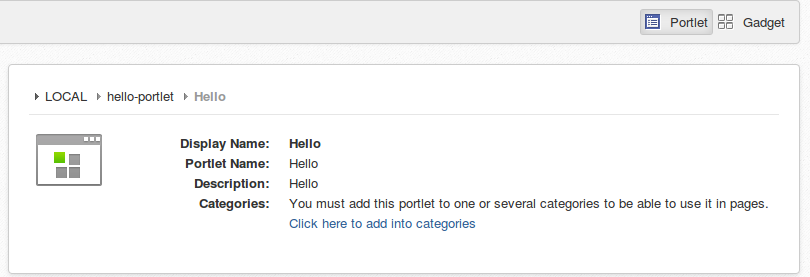 Portlet Gadget
LOCAL hello-portlet Hello
Display Name: Hello
Portlet Name: Hello
Description: Hello
Categories: You must add this portlet to one or several categories to be able to use it in pages.
Click here to add into categories